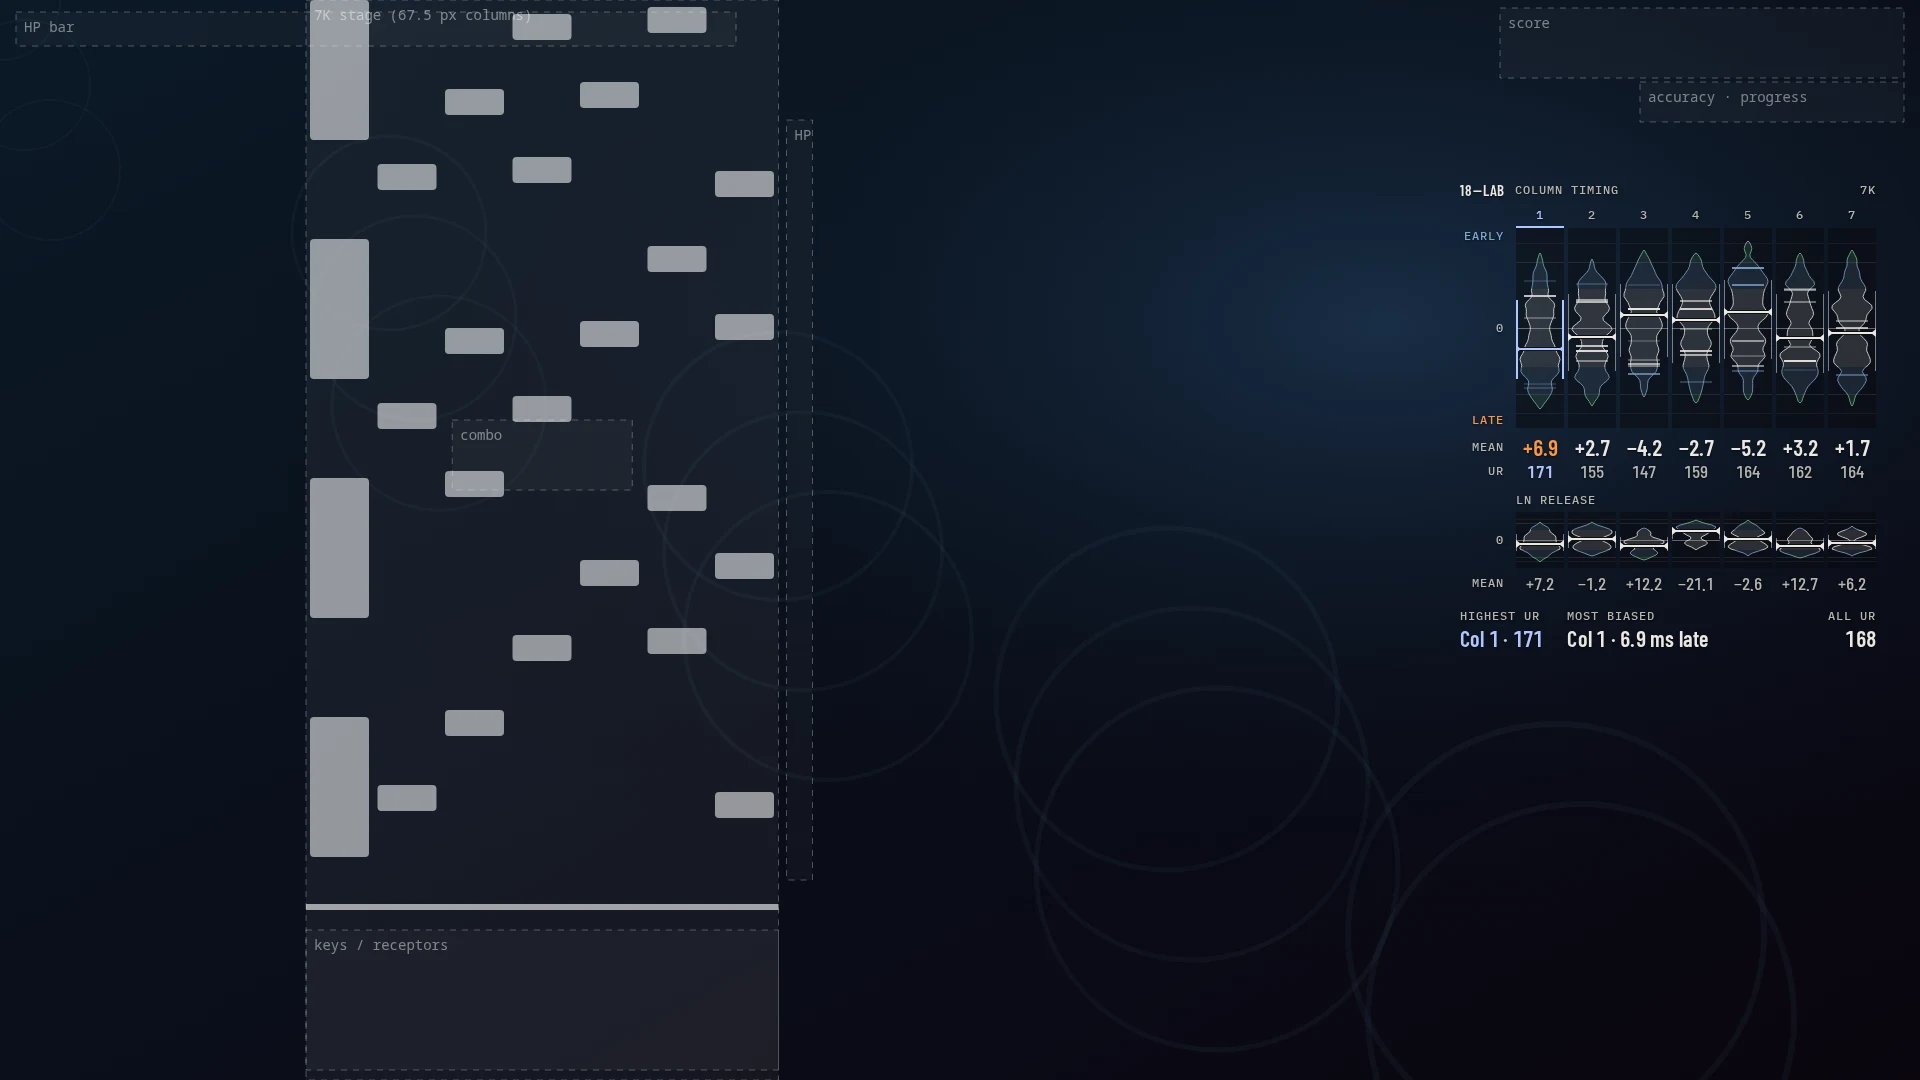 HP bar
7K stage (67.5 px columns)
score
accuracy · progress
HP
18—LAB COLUMN TIMING 7K
1 2 3 4 5 6 7
EARLY
0
LATE
MEAN +6.9 +2.7 −4.2 −2.7 −5.2 +3.2 +1.7
UR 171 155 147 159 164 162 164
LN RELEASE
0
MEAN +7.2 −1.2 +12.2 −21.1 −2.6 +12.7 +6.2
HIGHEST UR MOST BIASED ALL UR
Col 1 · 171 Col 1 · 6.9 ms late 168
combo
keys / receptors